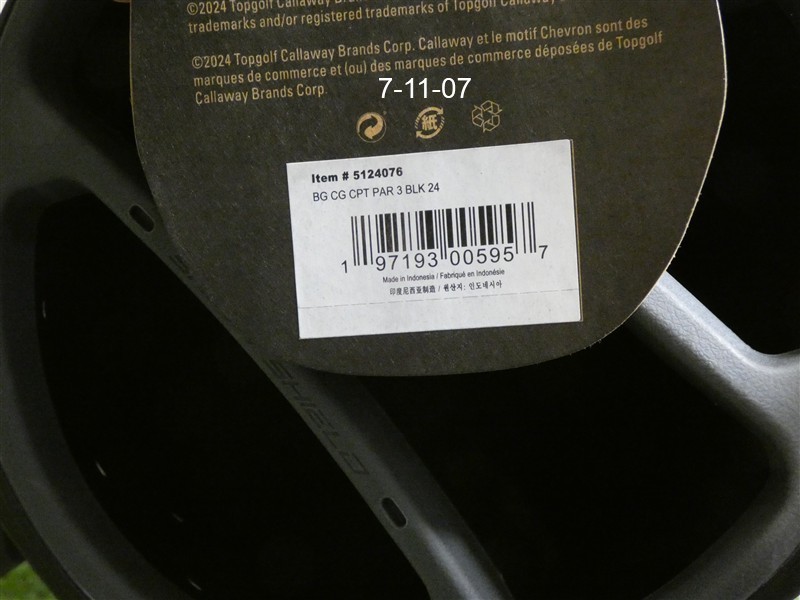 ©2024 Topgolf Callaway Brands
trademarks and/or registered trademarks of Topgolf Callaway
©2024 Topgolf Callaway Brands Corp. Callaway et le motif Chevron sont des
marques de commerce et (ou) des marques de commerce déposées de Topgolf
Callaway Brands Corp.
7-11-07
紙
Item # 5124076
BG CG CPT PAR 3 BLK 24
1 97193 00595 7
Made in Indonesia / Fabriqué en Indonésie
印度尼西亚制造 / 원상지: 인도네시아
SHIELD